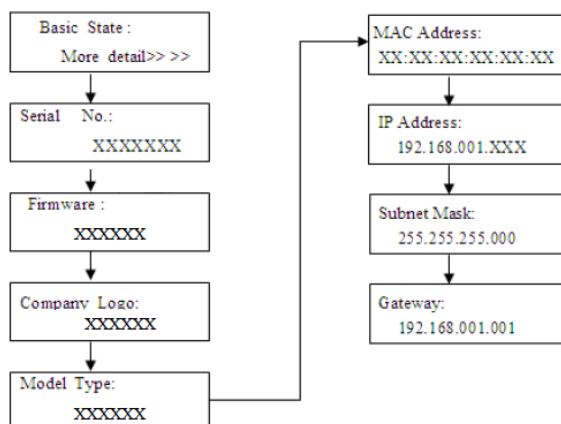 Basic State :
More detail>> >>
Serial No.:
XXXXXXX
Firmware :
XXXXXX
Company Logo:
XXXXXX
Model Type:
XXXXXX
MAC Address:
XX:XX:XX:XX:XX:XX
IP Address:
192.168.001.XXX
Subnet Mask:
255.255.255.000
Gateway:
192.168.001.001